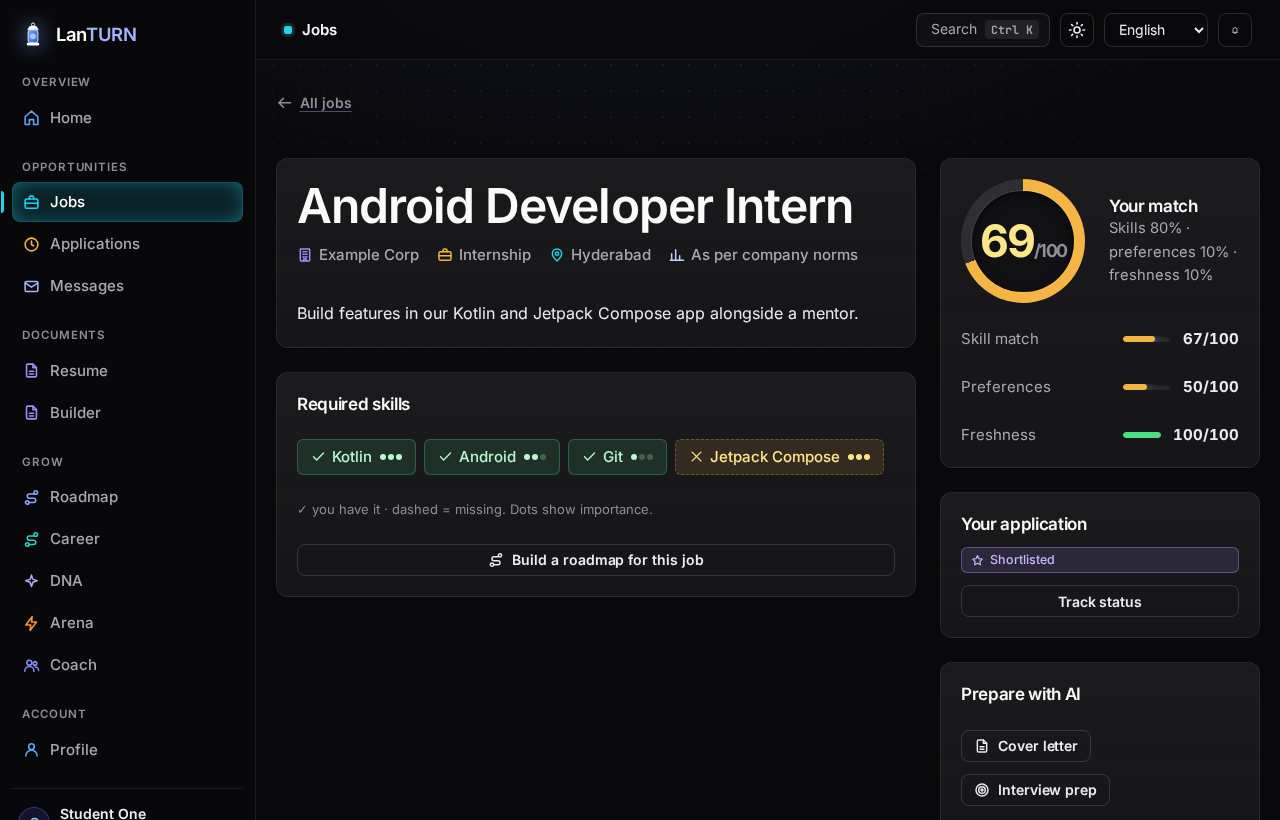 LanTURN
OVERVIEW
Home
OPPORTUNITIES
Jobs
Applications
Messages
DOCUMENTS
Resume
Builder
GROW
Roadmap
Career
DNA
Arena
Coach
ACCOUNT
Profile
Student One
Jobs
Search Ctrl K
English
All jobs
Android Developer Intern
Example Corp Internship Hyderabad As per company norms
Build features in our Kotlin and Jetpack Compose app alongside a mentor.
Required skills
Kotlin Android Git Jetpack Compose
✓ you have it · dashed = missing. Dots show importance.
Build a roadmap for this job
69/100
Your match
Skills 80% ·
preferences 10% ·
freshness 10%
Skill match 67/100
Preferences 50/100
Freshness 100/100
Your application
Shortlisted
Track status
Prepare with AI
Cover letter
Interview prep